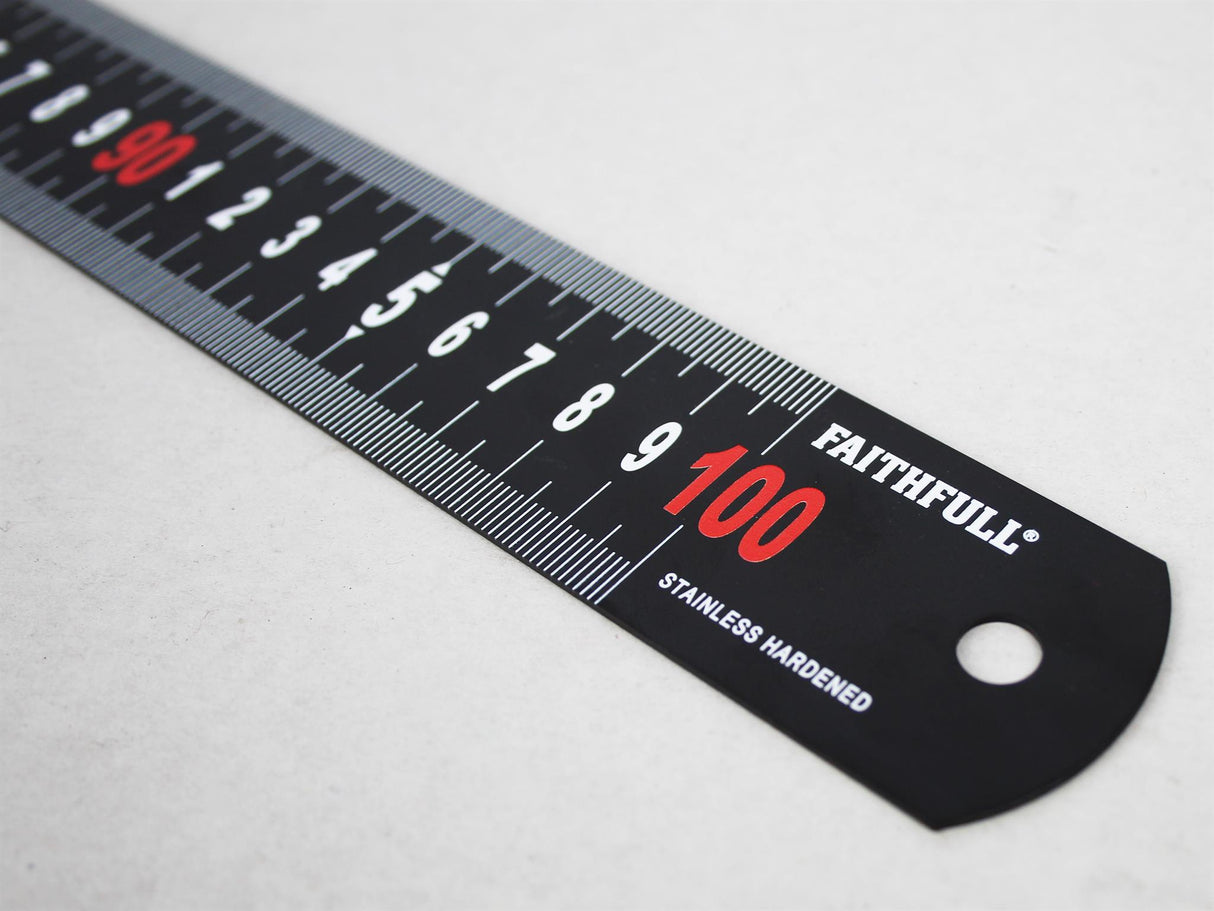 7 8 9 90 1 2 3 4 5 6 7 8 9 100
FAITHFULL®
STAINLESS HARDENED